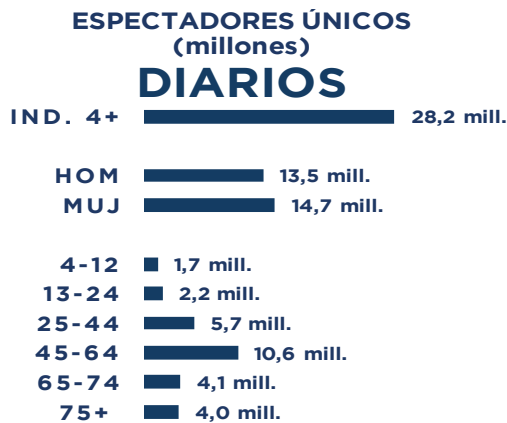 ESPECTADORES ÚNICOS
(millones)
DIARIOS
IND. 4+ 28,2 mill.
HOM 13,5 mill.
MUJ 14,7 mill.
4-12 1,7 mill.
13-24 2,2 mill.
25-44 5,7 mill.
45-64 10,6 mill.
65-74 4,1 mill.
75+ 4,0 mill.